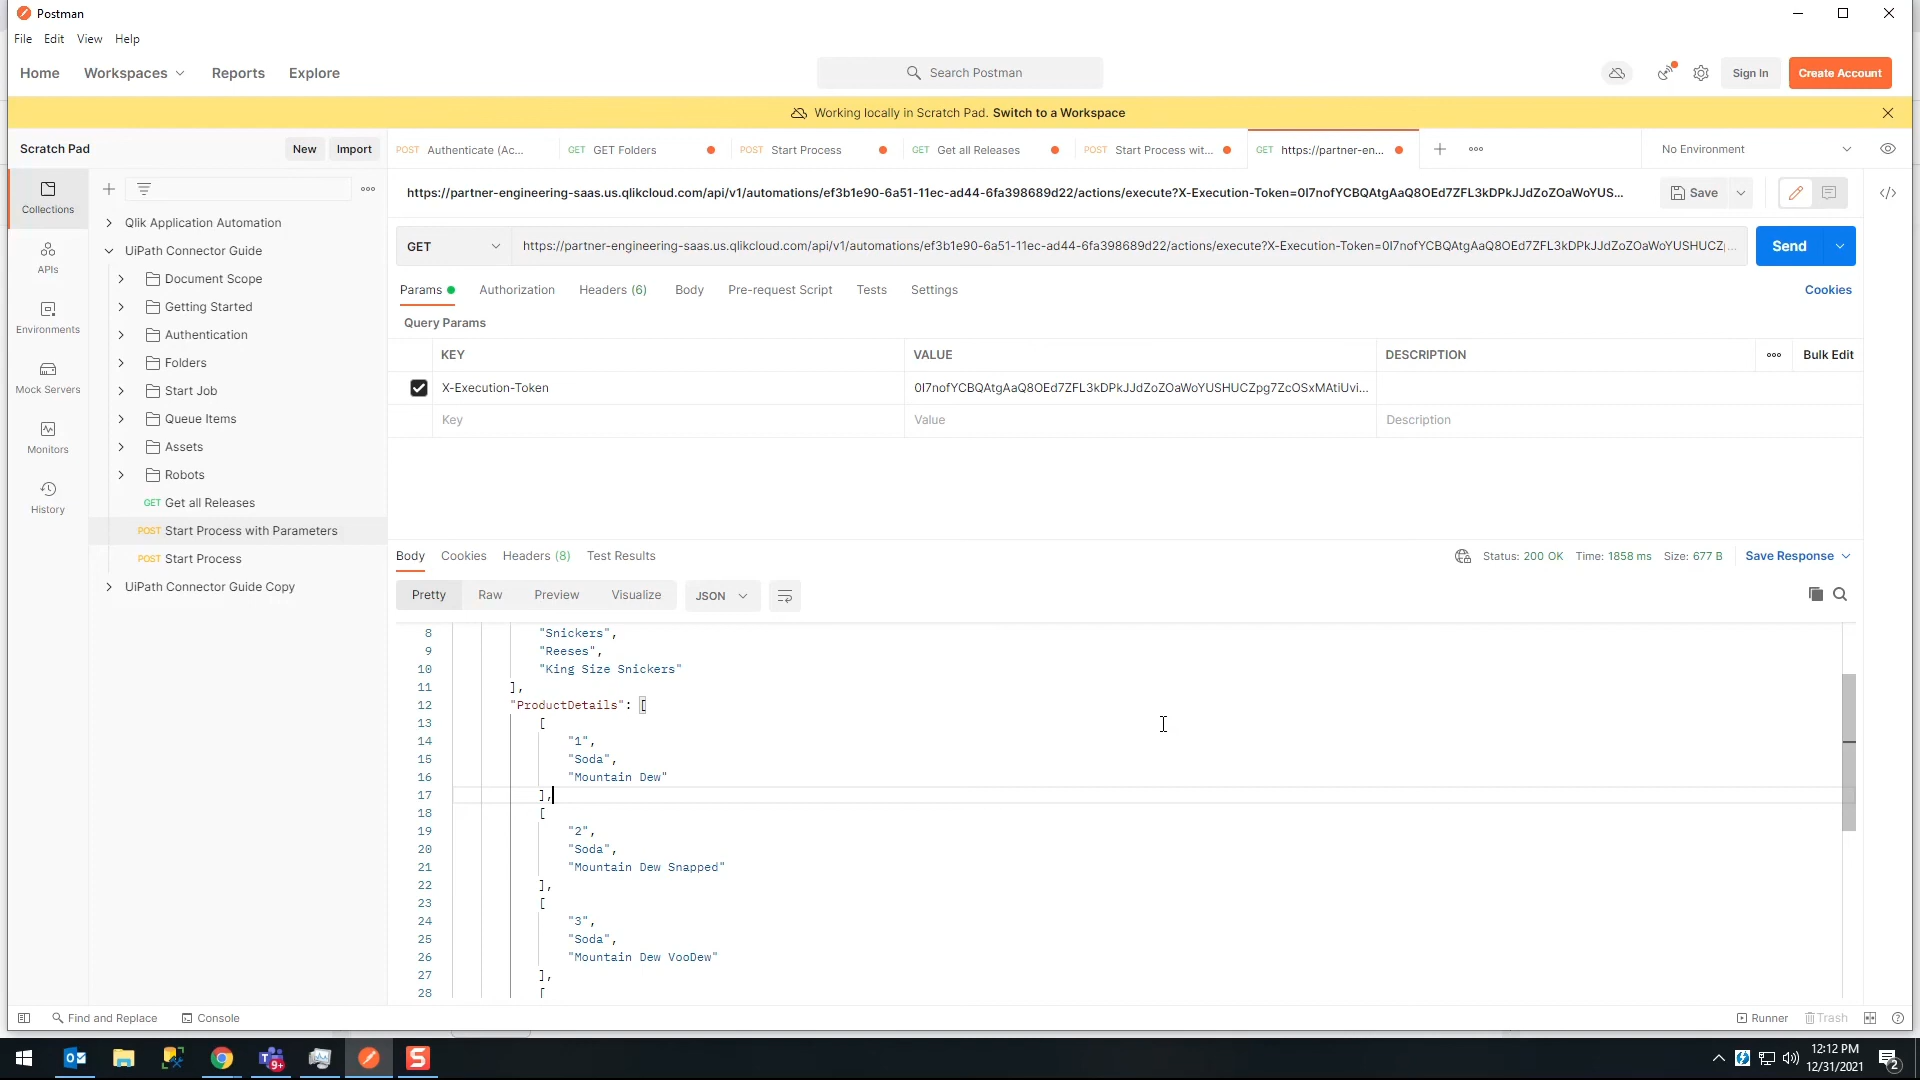 Postman
File Edit View Help
Home Workspaces Reports Explore
Search Postman
Sign In Create Account
Working locally in Scratch Pad. Switch to a Workspace
Scratch Pad New Import
POST Authenticate (Ac... GET GET Folders POST Start Process GET Get all Releases POST Start Process wit... GET https://partner-en... No Environment
https://partner-engineering-saas.us.qlikcloud.com/api/v1/automations/ef3b1e90-6a51-11ec-ad44-6fa398689d22/actions/execute?X-Execution-Token=0I7nofYCBQAtgAaQ8OEd7ZFL3kDPkJJdZoZOaWoYUS... Save
GET https://partner-engineering-saas.us.qlikcloud.com/api/v1/automations/ef3b1e90-6a51-11ec-ad44-6fa398689d22/actions/execute?X-Execution-Token=0I7nofYCBQAtgAaQ8OEd7ZFL3kDPkJJdZoZOaWoYUSHUCZ... Send
Params Authorization Headers (6) Body Pre-request Script Tests Settings Cookies
Query Params
KEY VALUE DESCRIPTION Bulk Edit
X-Execution-Token 0I7nofYCBQAtgAaQ8OEd7ZFL3kDPkJJdZoZOaWoYUSHUCZpg7ZcOSxMAtiUvi...
Key Value Description
Collections
APIs
Environments
Mock Servers
Monitors
History
Qlik Application Automation
UiPath Connector Guide
Document Scope
Getting Started
Authentication
Folders
Start Job
Queue Items
Assets
Robots
GET Get all Releases
POST Start Process with Parameters
POST Start Process
UiPath Connector Guide Copy
Body Cookies Headers (8) Test Results Status: 200 OK Time: 1858 ms Size: 677 B Save Response
Pretty Raw Preview Visualize JSON
8 "Snickers",
9 "Reeses",
10 "King Size Snickers"
11 ],
12 "ProductDetails": [
13 [
14 "1",
15 "Soda",
16 "Mountain Dew"
17 ],
18 [
19 "2",
20 "Soda",
21 "Mountain Dew Snapped"
22 ],
23 [
24 "3",
25 "Soda",
26 "Mountain Dew VooDew"
27 ],
28 [
Find and Replace Console Runner Trash
12:12 PM
12/31/2021
9+
2